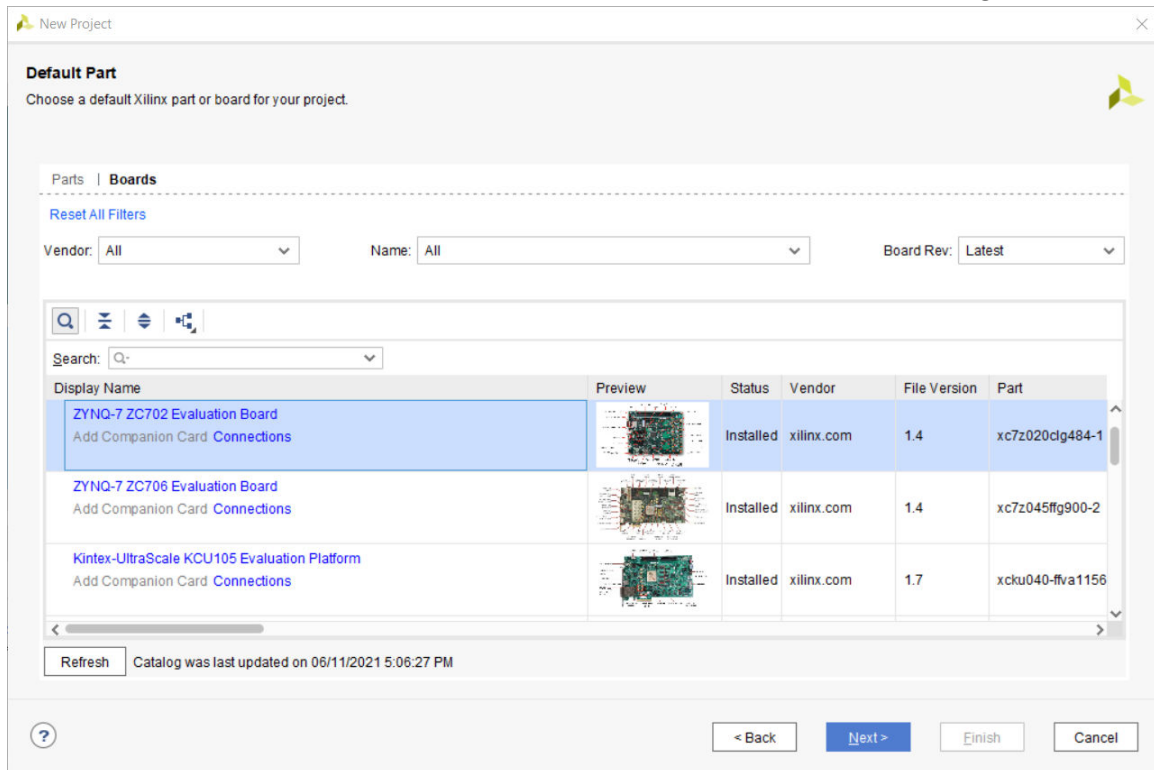 New Project
Default Part
Choose a default Xilinx part or board for your project.
Parts | Boards
Reset All Filters
Vendor: All Name: All Board Rev: Latest
Search: Q-
Display Name Preview Status Vendor File Version Part
ZYNQ-7 ZC702 Evaluation Board
Add Companion Card Connections Installed xilinx.com 1.4 xc7z020clg484-1
ZYNQ-7 ZC706 Evaluation Board
Add Companion Card Connections Installed xilinx.com 1.4 xc7z045ffg900-2
Kintex-UltraScale KCU105 Evaluation Platform
Add Companion Card Connections Installed xilinx.com 1.7 xcku040-ffva1156
Refresh Catalog was last updated on 06/11/2021 5:06:27 PM
? < Back Next > Finish Cancel